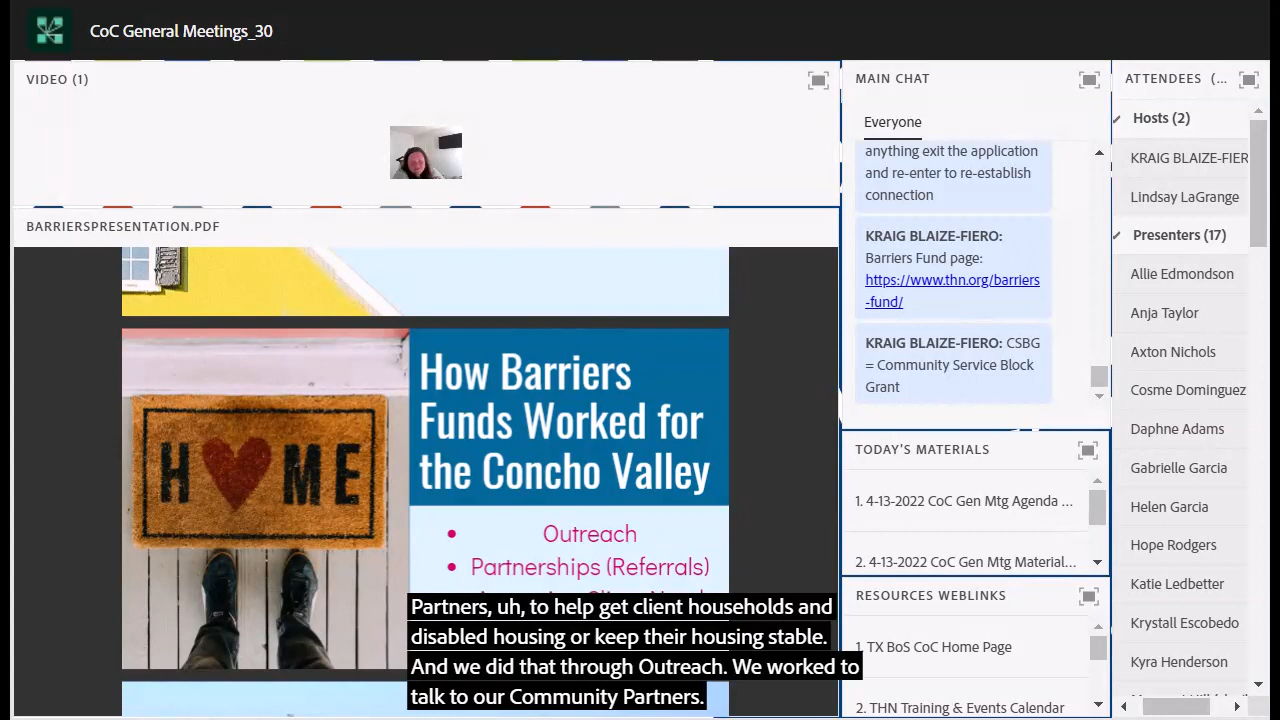 CoC General Meetings_30
VIDEO (1)
BARRIERSPRESENTATION.PDF
H ME
How Barriers
Funds Worked for
the Concho Valley
Outreach
Partnerships (Referrals)
Partners, uh, to help get client households and
disabled housing or keep their housing stable.
And we did that through Outreach. We worked to
talk to our Community Partners.
MAIN CHAT
Everyone
anything exit the application
and re-enter to re-establish
connection
KRAIG BLAIZE-FIERO:
Barriers Fund page:
https://www.thn.org/barriers
-fund/
KRAIG BLAIZE-FIERO: CSBG
= Community Service Block
Grant
TODAY'S MATERIALS
1. 4-13-2022 CoC Gen Mtg Agenda ...
2. 4-13-2022 CoC Gen Mtg Material...
RESOURCES WEBLINKS
1. TX BoS CoC Home Page
2. THN Training & Events Calendar
ATTENDEES (...
Hosts (2)
KRAIG BLAIZE-FIER
Lindsay LaGrange
Presenters (17)
Allie Edmondson
Anja Taylor
Axton Nichols
Cosme Dominguez
Daphne Adams
Gabrielle Garcia
Helen Garcia
Hope Rodgers
Katie Ledbetter
Krystall Escobedo
Kyra Henderson